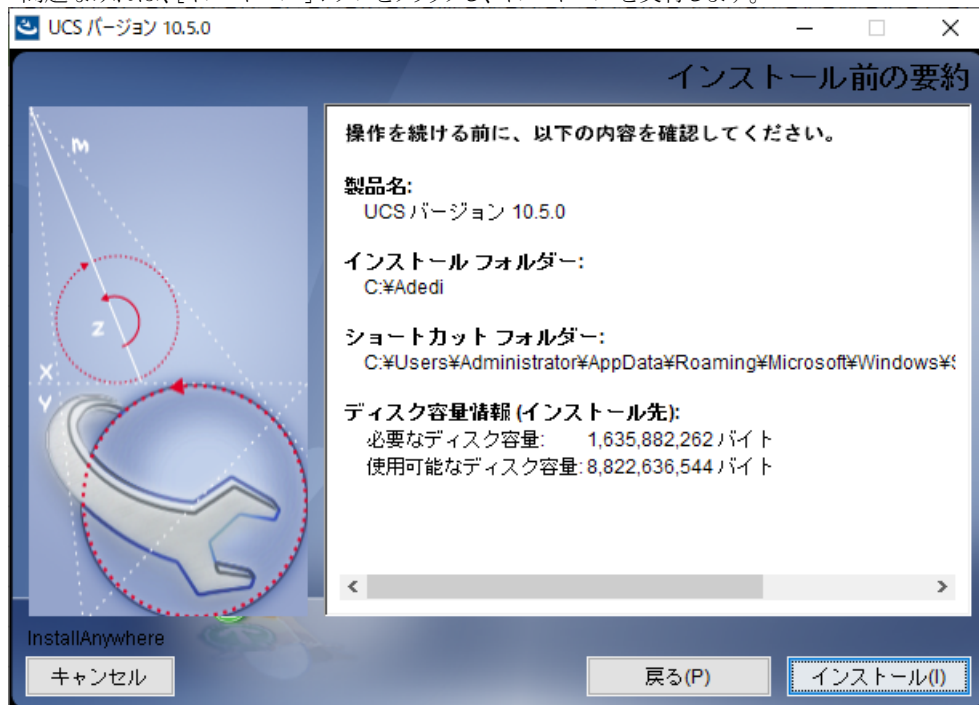 UCS バージョン 10.5.0
インストール前の要約
操作を続ける前に、以下の内容を確認してください。
製品名:
UCS バージョン 10.5.0
インストール フォルダー:
C:¥Adedi
ショートカット フォルダー:
C:¥Users¥Administrator¥AppData¥Roaming¥Microsoft¥Windows¥
ディスク容量情報 (インストール先):
必要なディスク容量: 1,635,882,262 バイト
使用可能なディスク容量: 8,822,636,544 バイト
M
Z
X
Y
InstallAnywhere
キャンセル
戻る(P)
インストール(I)